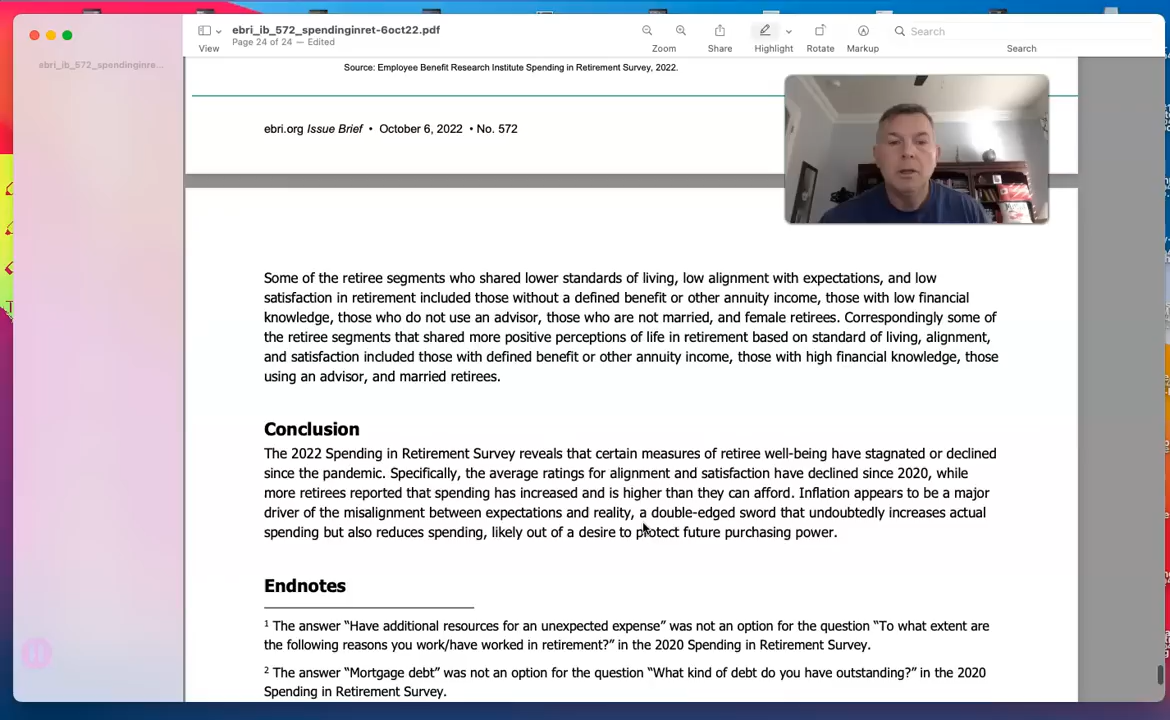 ebri_ib_572_spendinginret-6oct22.pdf
Page 24 of 24 — Edited
View
Zoom
Share
Highlight
Rotate
Markup
Search
Search
ebri_ib_572_spendinginre...
Source: Employee Benefit Research Institute Spending in Retirement Survey, 2022.
ebri.org Issue Brief • October 6, 2022 • No. 572
Some of the retiree segments who shared lower standards of living, low alignment with expectations, and low
satisfaction in retirement included those without a defined benefit or other annuity income, those with low financial
knowledge, those who do not use an advisor, those who are not married, and female retirees. Correspondingly some of
the retiree segments that shared more positive perceptions of life in retirement based on standard of living, alignment,
and satisfaction included those with defined benefit or other annuity income, those with high financial knowledge, those
using an advisor, and married retirees.
Conclusion
The 2022 Spending in Retirement Survey reveals that certain measures of retiree well-being have stagnated or declined
since the pandemic. Specifically, the average ratings for alignment and satisfaction have declined since 2020, while
more retirees reported that spending has increased and is higher than they can afford. Inflation appears to be a major
driver of the misalignment between expectations and reality, a double-edged sword that undoubtedly increases actual
spending but also reduces spending, likely out of a desire to protect future purchasing power.
Endnotes
1 The answer “Have additional resources for an unexpected expense” was not an option for the question “To what extent are
the following reasons you work/have worked in retirement?” in the 2020 Spending in Retirement Survey.
2 The answer “Mortgage debt” was not an option for the question “What kind of debt do you have outstanding?” in the 2020
Spending in Retirement Survey.